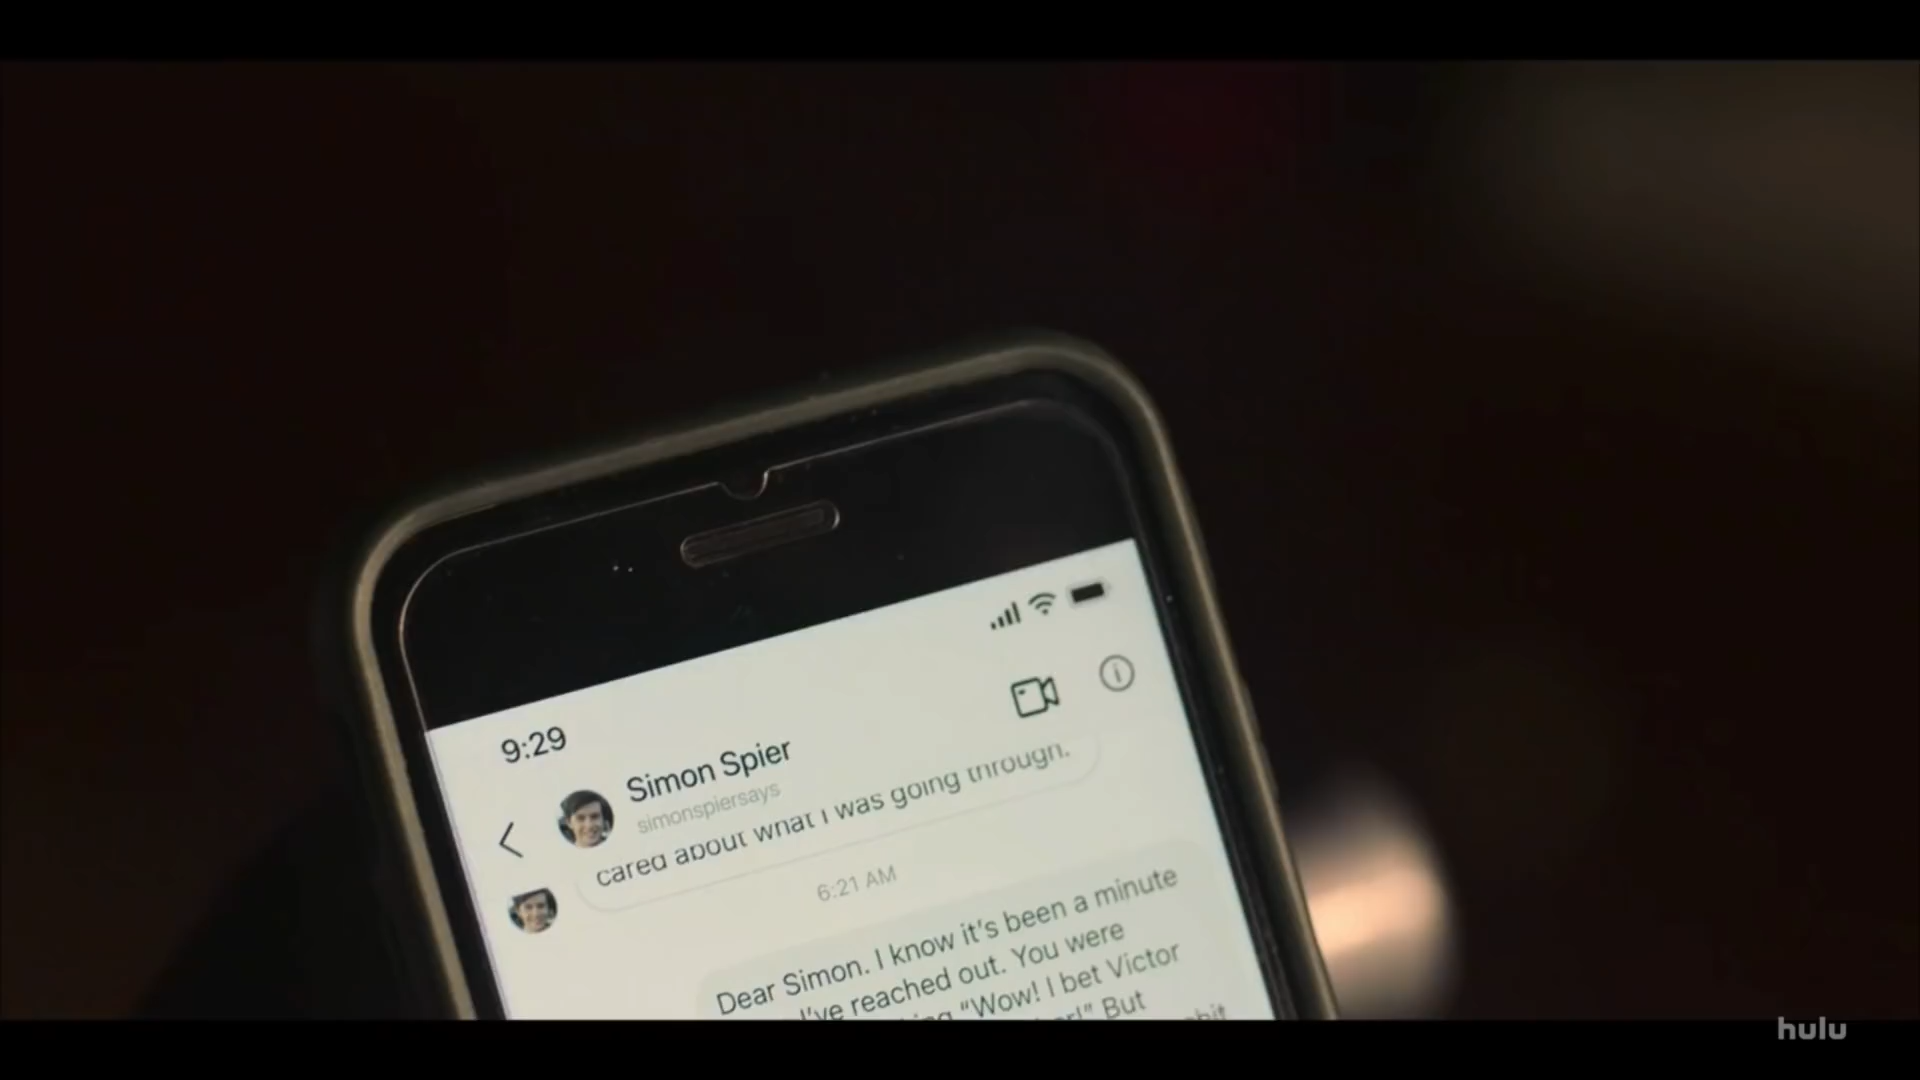 9:29
Simon Spier
simonspiersays
cared about what I was going through.
6:21 AM
Dear Simon. I know it's been a minute
I've reached out. You were
"Wow! I bet Victor
But
hulu